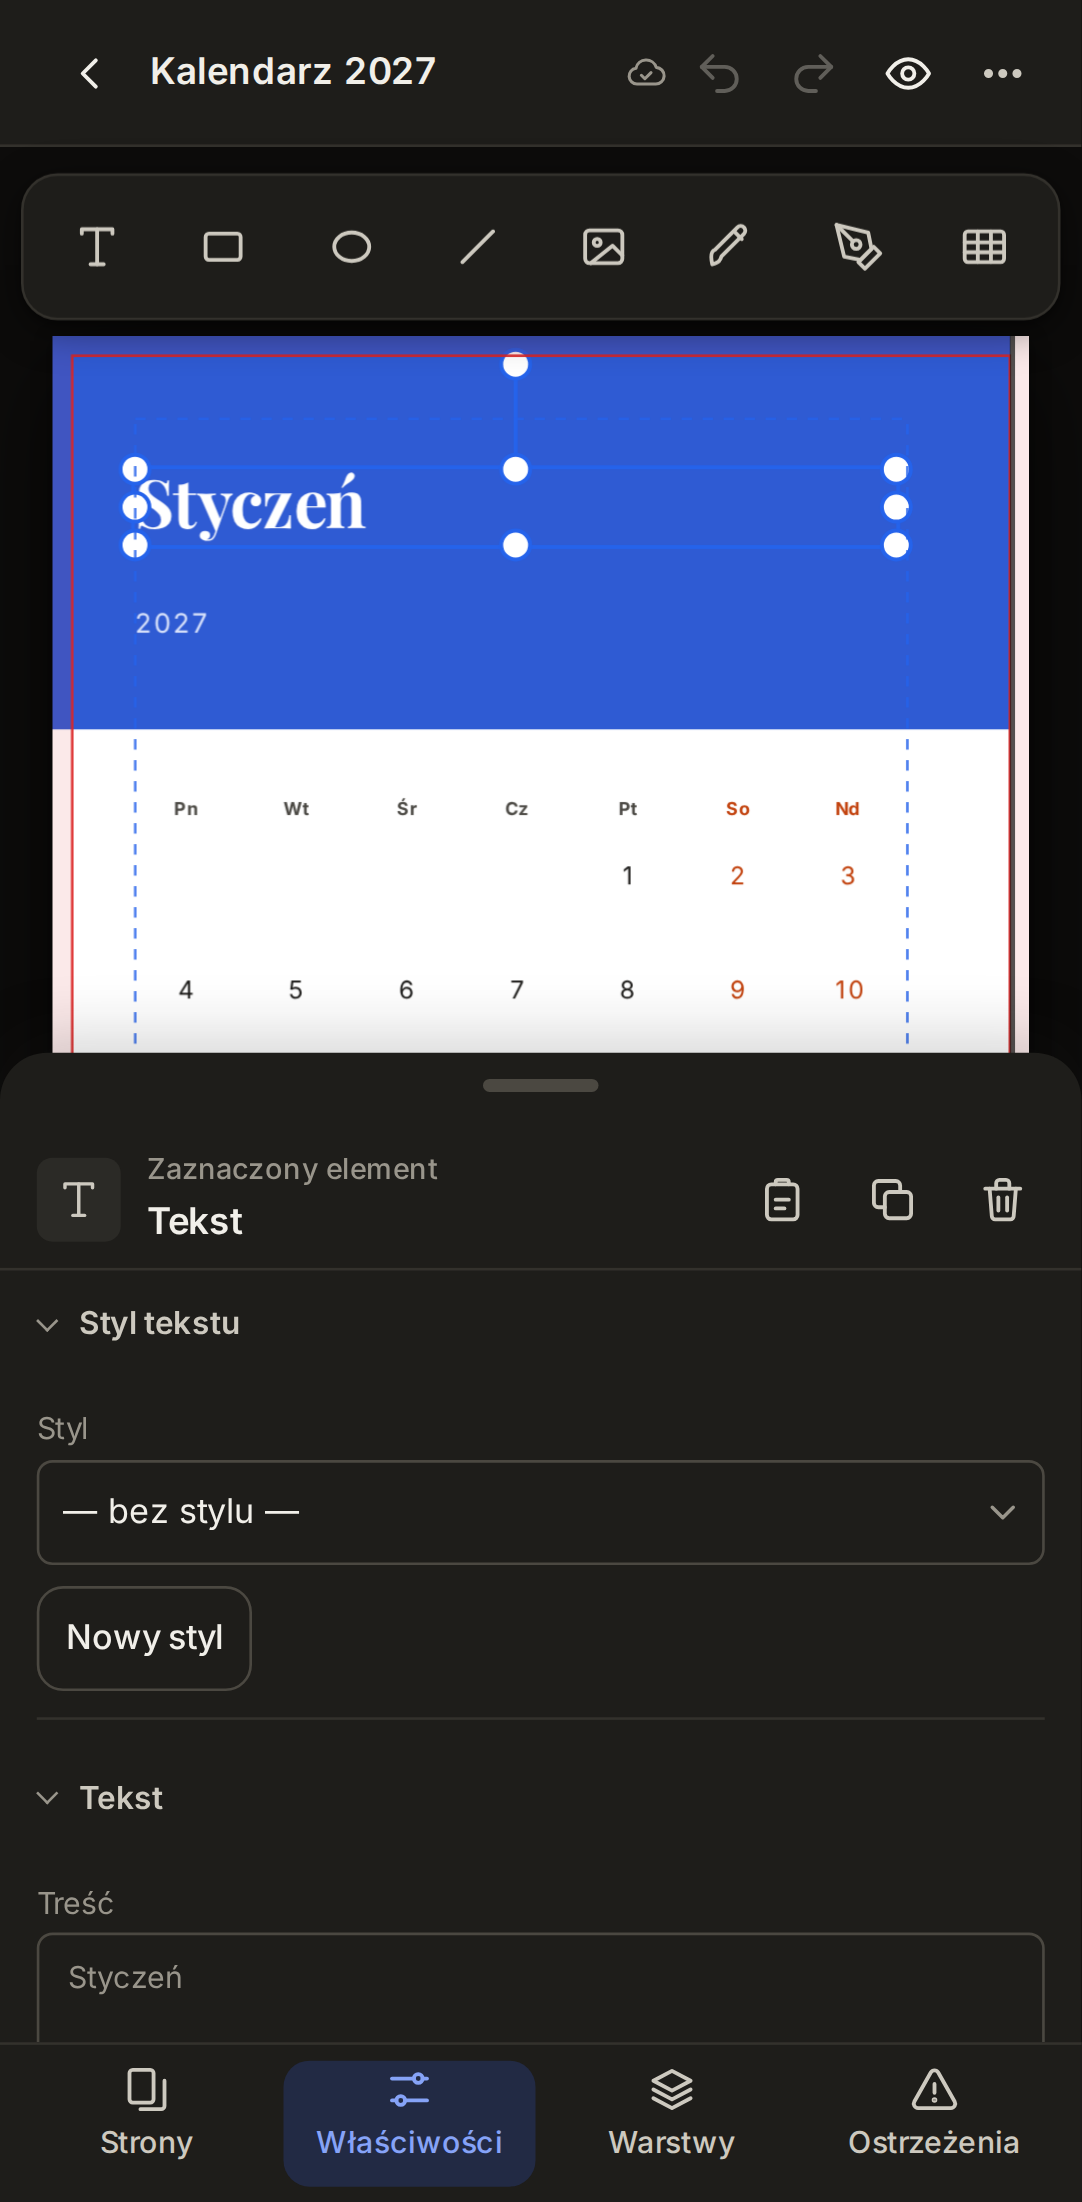 Kalendarz 2027
Styczeń
2027
Pn Wt Śr Cz Pt So Nd
1 2 3
4 5 6 7 8 9 10
Zaznaczony element
Tekst
Styl tekstu
Styl
— bez stylu —
Nowy styl
Tekst
Treść
Styczeń
Strony Właściwości Warstwy Ostrzeżenia